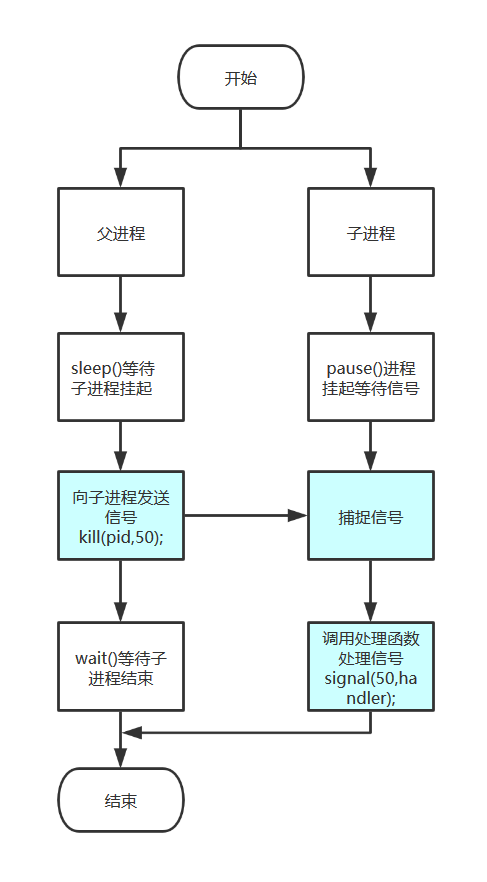 开始
父进程
子进程
sleep()等待
子进程挂起
pause()进程
挂起等待信号
向子进程发送
信号
kill(pid,50);
捕捉信号
wait()等待子
进程结束
调用处理函数
处理信号
signal(50,ha
ndler);
结束